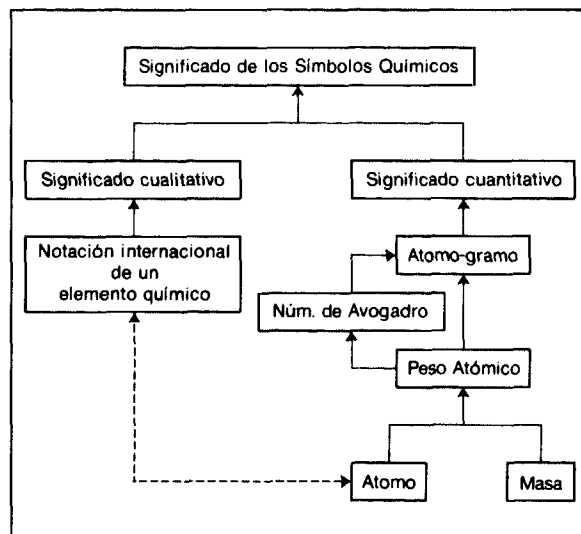 Significado de los Símbolos Químicos
Significado cualitativo
Significado cuantitativo
Notación internacional
de un
elemento químico
Atomo-gramo
Núm. de Avogadro
Peso Atómico
Atomo
Masa